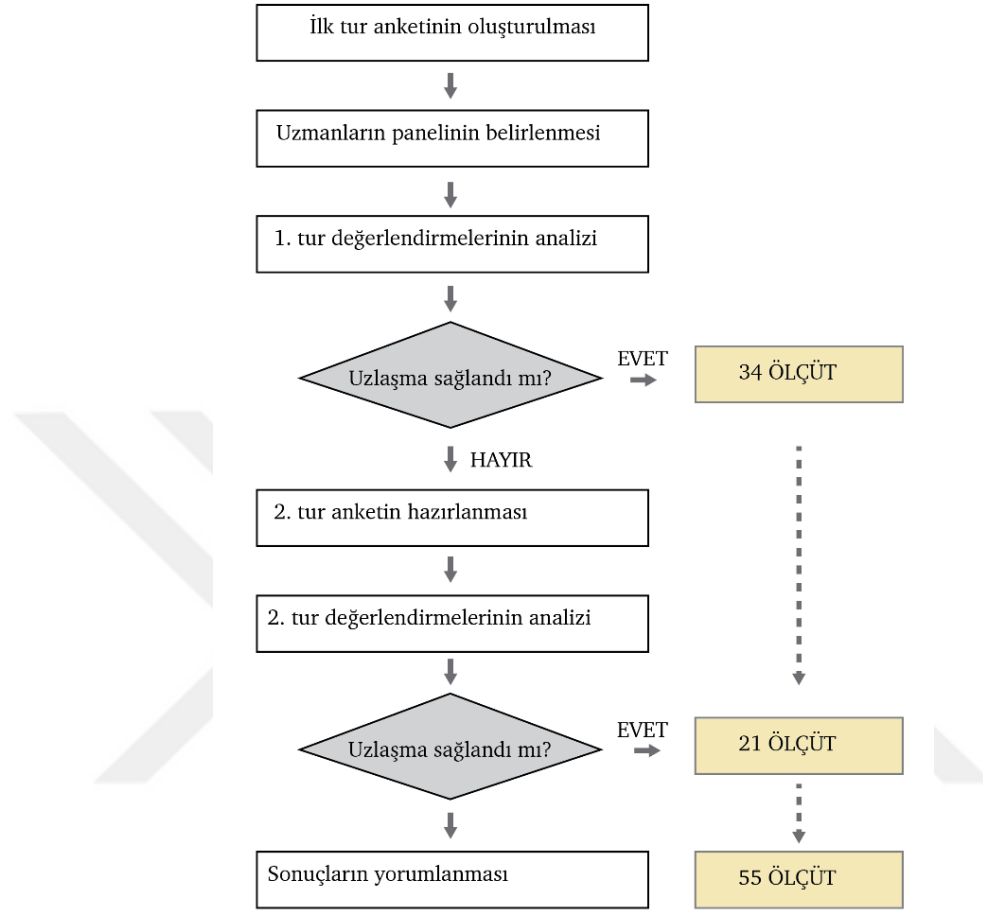 İlk tur anketinin oluşturulması
Uzmanların panelinin belirlenmesi
1. tur değerlendirmelerinin analizi
Uzlaşma sağlandı mı?
EVET
34 ÖLÇÜT
HAYIR
2. tur anketin hazırlanması
2. tur değerlendirmelerinin analizi
Uzlaşma sağlandı mı?
EVET
21 ÖLÇÜT
Sonuçların yorumlanması
55 ÖLÇÜT